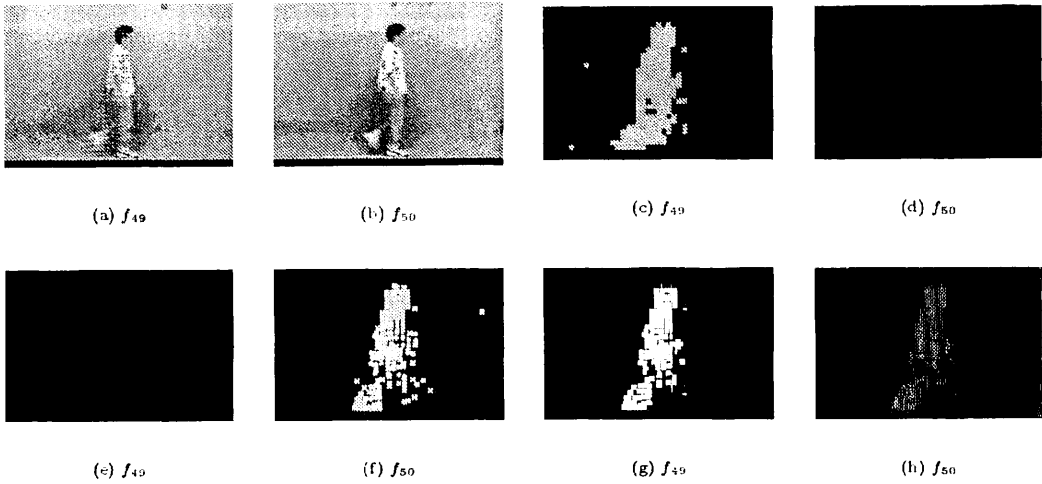 (a) f₄₉
(b) f₅₀
(c) f₄₉
(d) f₅₀
(e) f₄₉
(f) f₅₀
(g) f₄₉
(h) f₅₀